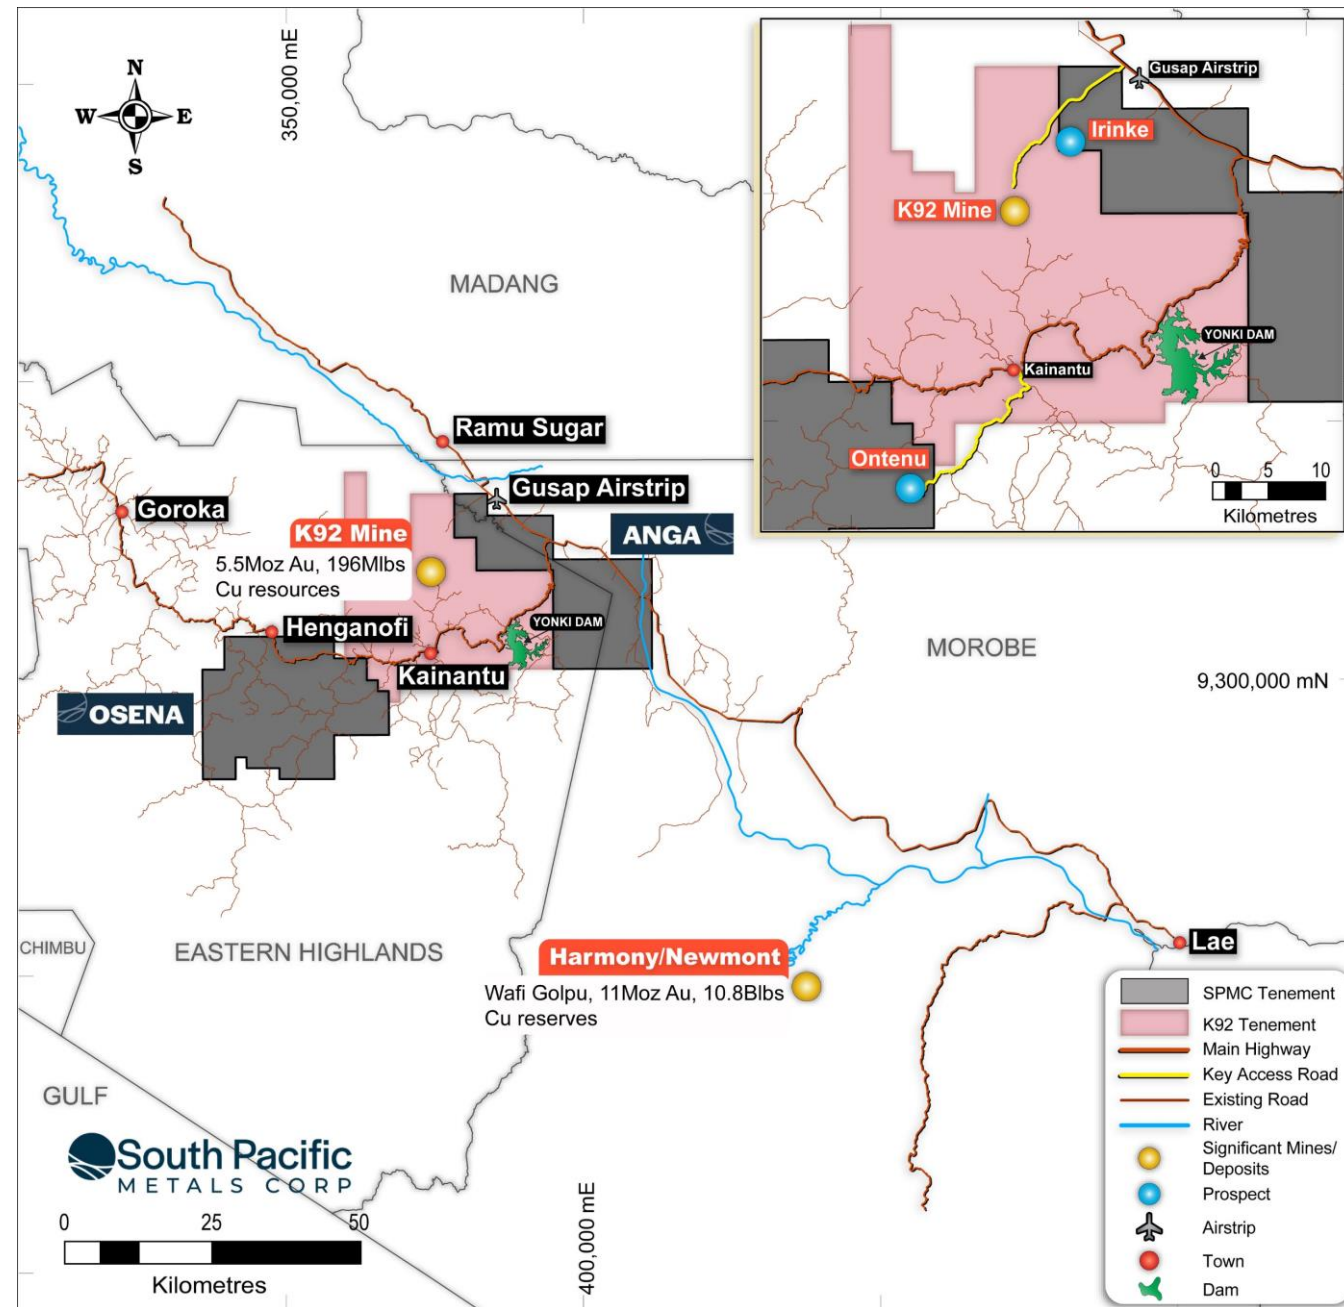 N
W E
S
350,000 mE
MADANG
Ramu Sugar
Gusap Airstrip
Goroka
K92 Mine
5.5Moz Au, 196Mlbs
Cu resources
ANGA
Henganofi
YONKI DAM
Kainantu
OSENA
MOROBE
9,300,000 mN
CHIMBU
EASTERN HIGHLANDS
Harmony/Newmont
Wafi Golpu, 11Moz Au, 10.8Blbs
Cu reserves
Lae
GULF
South Pacific
METALS CORP
0 25 50
Kilometres
400,000 mE
Gusap Airstrip
Irinke
K92 Mine
YONKI DAM
Kainantu
Ontenu
0 5 10
Kilometres
SPMC Tenement
K92 Tenement
Main Highway
Key Access Road
Existing Road
River
Significant Mines/
Deposits
Prospect
Airstrip
Town
Dam